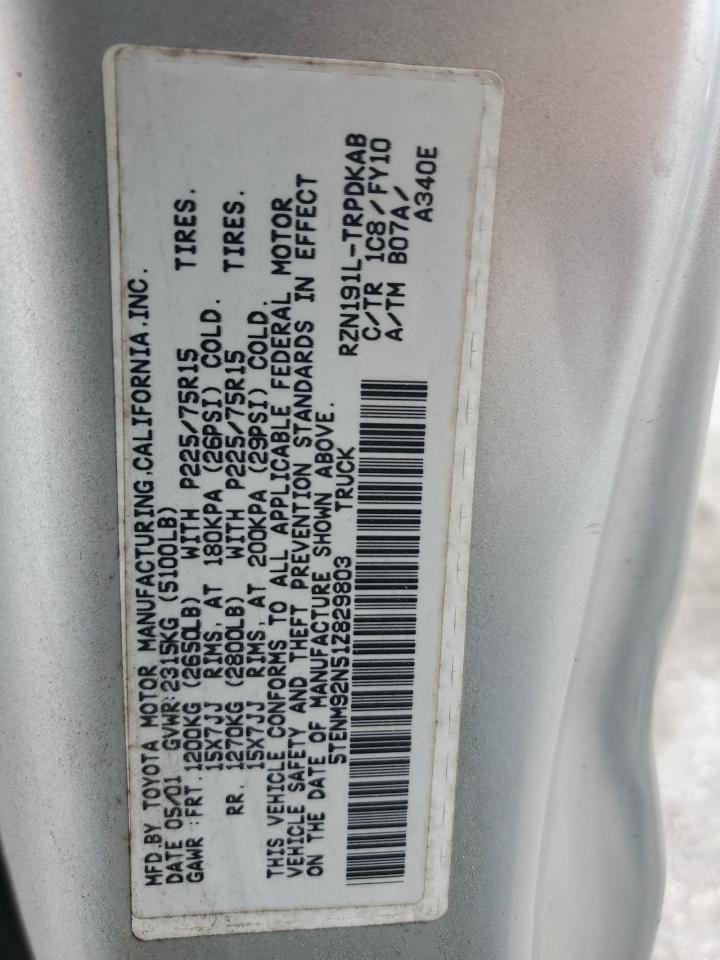 MFD.BY TOYOTA MOTOR MANUFACTURING,CALIFORNIA,INC.
DATE 05/01 GVWR:2315KG (5100LB)
GAWR:FRT.1200KG (2650LB) WITH P225/75R15 TIRES.
15X7JJ RIMS, AT 180KPA (26PSI) COLD.
RR. 1270KG (2800LB) WITH P225/75R15 TIRES.
15X7JJ RIMS, AT 200KPA (29PSI) COLD.
THIS VEHICLE CONFORMS TO ALL APPLICABLE FEDERAL MOTOR
VEHICLE SAFETY AND THEFT PREVENTION STANDARDS IN EFFECT
ON THE DATE OF MANUFACTURE SHOWN ABOVE.
5TENM92N51Z829803 TRUCK
RZN191L-TRPDKAB
C/TR 1C8/FY10
A/TM B07A/
A340E